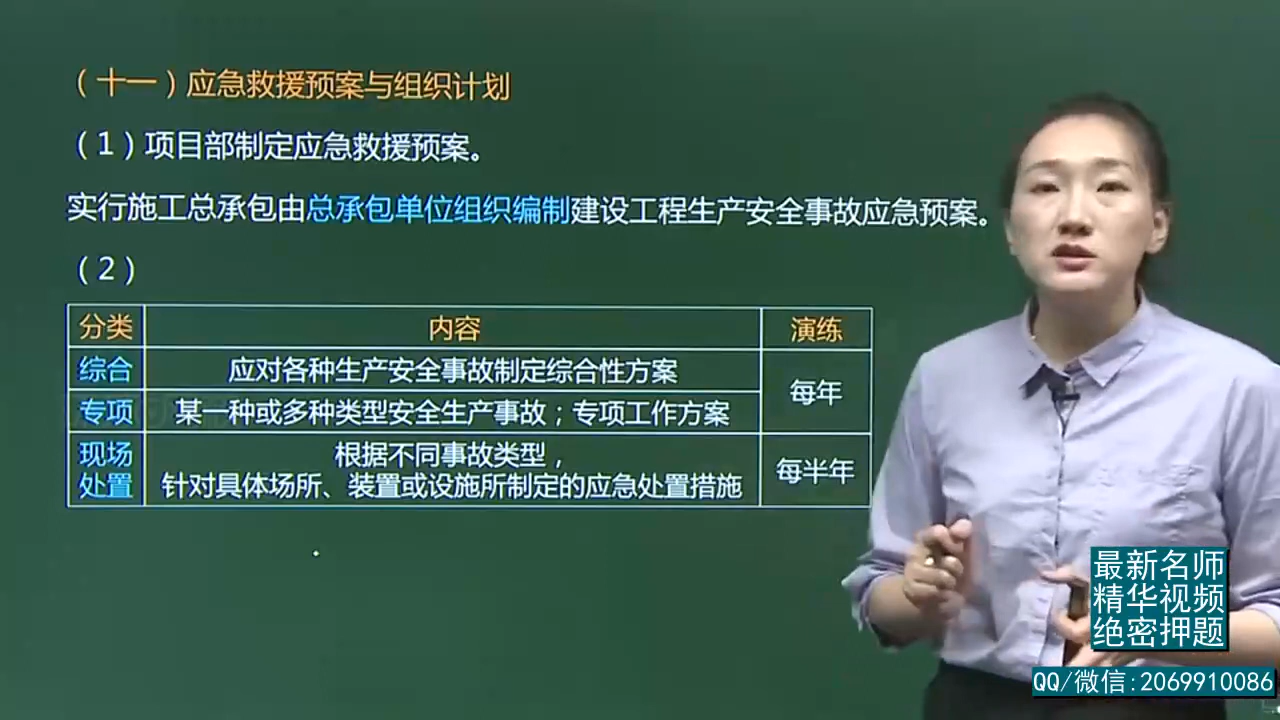 （十一）应急救援预案与组织计划
（1）项目部制定应急救援预案。
实行施工总承包由总承包单位组织编制建设工程生产安全事故应急预案。
（2）
分类 内容 演练
综合 应对各种生产安全事故制定综合性方案
每年
专项 某一种或多种类型安全生产事故；专项工作方案
现场
处置
根据不同事故类型，
针对具体场所、装置或设施所制定的应急处置措施
每半年
最新名师
精华视频
绝密押题
QQ/微信:2069910086